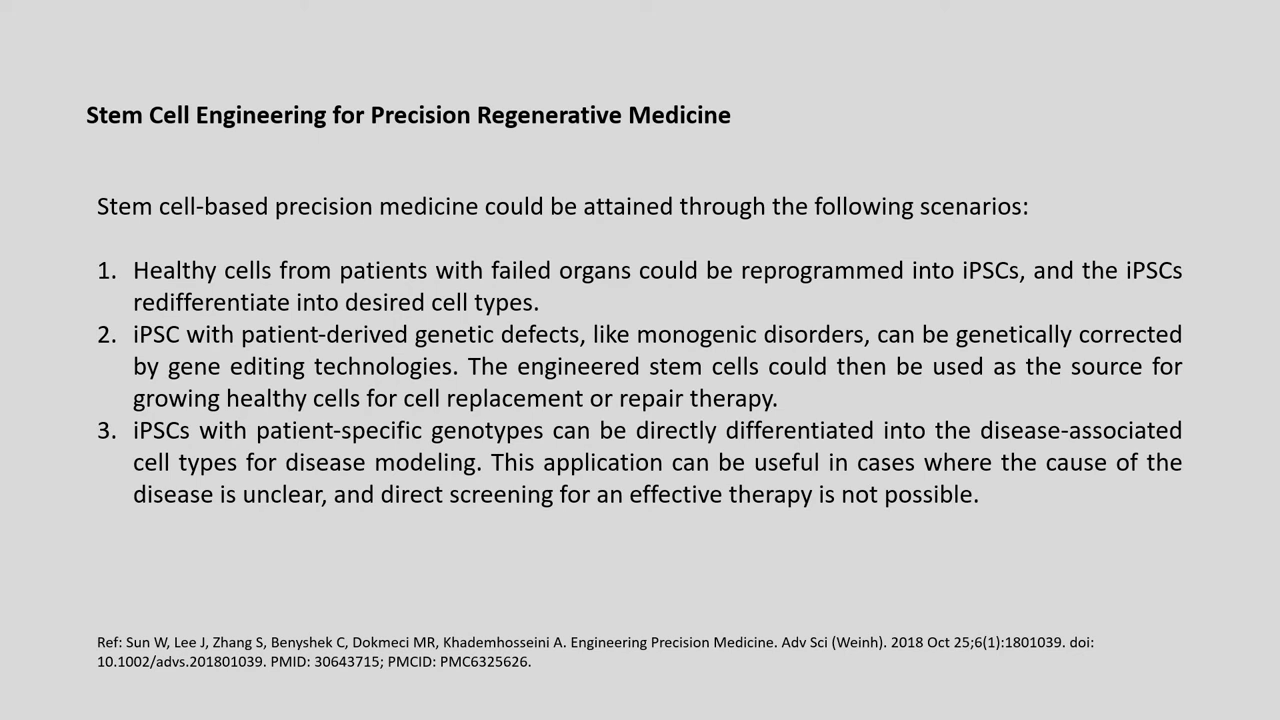 Stem Cell Engineering for Precision Regenerative Medicine
Stem cell-based precision medicine could be attained through the following scenarios:
1. Healthy cells from patients with failed organs could be reprogrammed into iPSCs, and the iPSCs
redifferentiate into desired cell types.
2. iPSC with patient-derived genetic defects, like monogenic disorders, can be genetically corrected
by gene editing technologies. The engineered stem cells could then be used as the source for
growing healthy cells for cell replacement or repair therapy.
3. iPSCs with patient-specific genotypes can be directly differentiated into the disease-associated
cell types for disease modeling. This application can be useful in cases where the cause of the
disease is unclear, and direct screening for an effective therapy is not possible.
Ref: Sun W, Lee J, Zhang S, Benyshek C, Dokmeci MR, Khademhosseini A. Engineering Precision Medicine. Adv Sci (Weinh). 2018 Oct 25;6(1):1801039. doi:
10.1002/advs.201801039. PMID: 30643715; PMCID: PMC6325626.